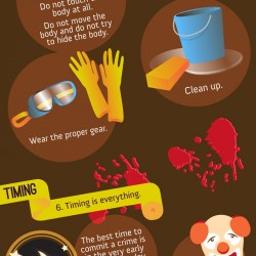 Do not touch
body at all.
Do not move the
body and do not try
to hide the body.
Clean up.
Wear the proper gear.
TIMING
6. Timing is everything.
The best time to
commit a crime is
in the very early